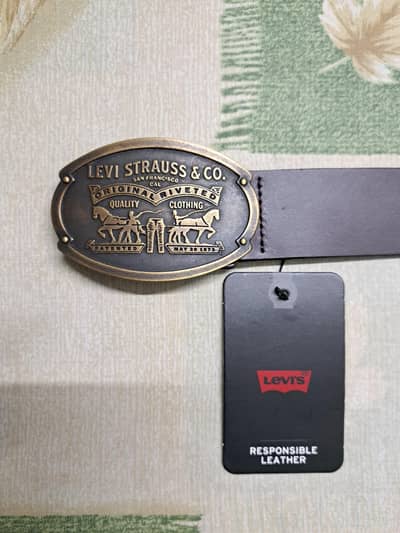 LEVI STRAUSS & CO.
SAN FRANCISCO
CAL
ORIGINAL RIVETED
QUALITY CLOTHING
PATENTED MAY 20 1873
LEVI'S
RESPONSIBLE
LEATHER